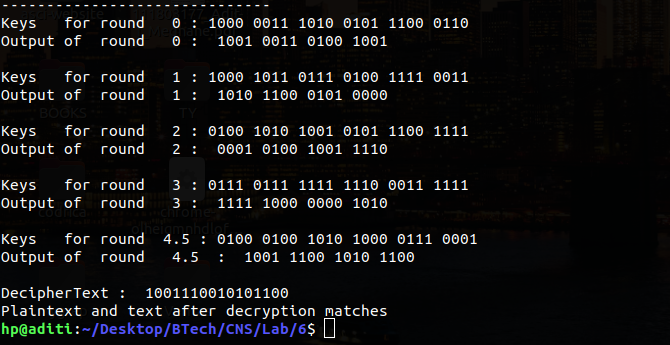 ------------------------------
Keys   for round   0 : 1000 0011 1010 0101 1100 0110
Output of  round   0 :  1001 0011 0100 1001
Keys   for round   1 : 1000 1011 0111 0100 1111 0011
Output of  round   1 :  1010 1100 0101 0000
Keys   for round   2 : 0100 1010 1001 0101 1100 1111
Output of  round   2 :  0001 0100 1001 1110
Keys   for round   3 : 0111 0111 1111 1110 0011 1111
Output of  round   3 :  1111 1000 0000 1010
Keys   for round  4.5 : 0100 0100 1010 1000 0111 0001
Output of  round   4.5  :  1001 1100 1010 1100
DecipherText :  1001110010101100
Plaintext and text after decryption matches
hp@aditi:~/Desktop/BTech/CNS/Lab/6$
BOOKS
TY
chrome